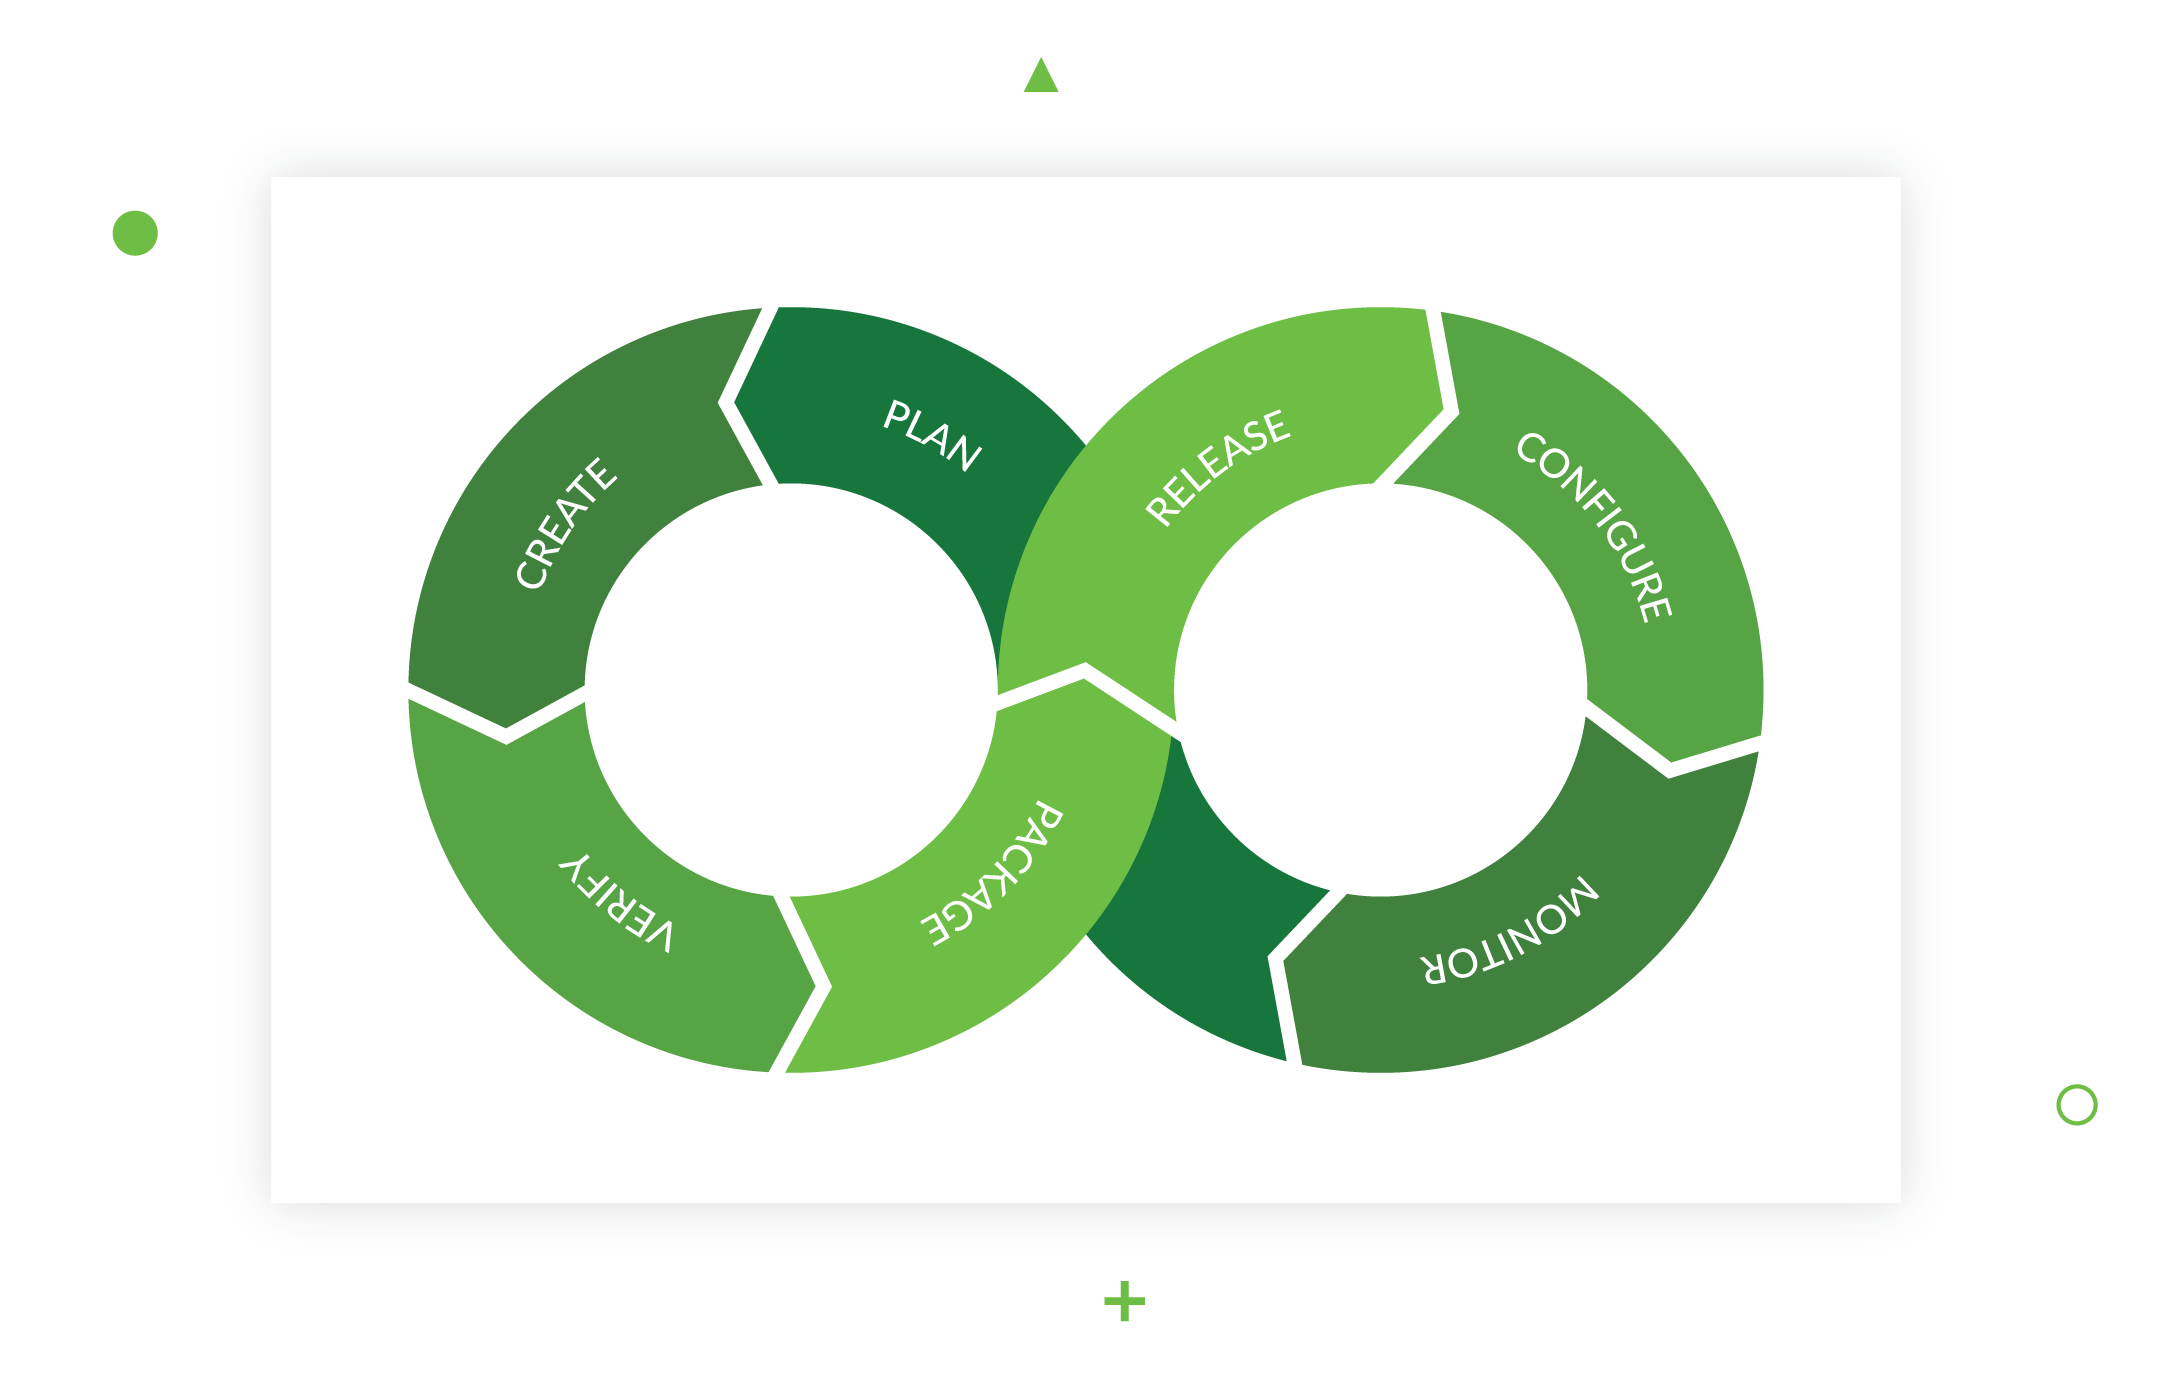 PLAN
CREATE
VERIFY
PACKAGE
RELEASE
CONFIGURE
MONITOR